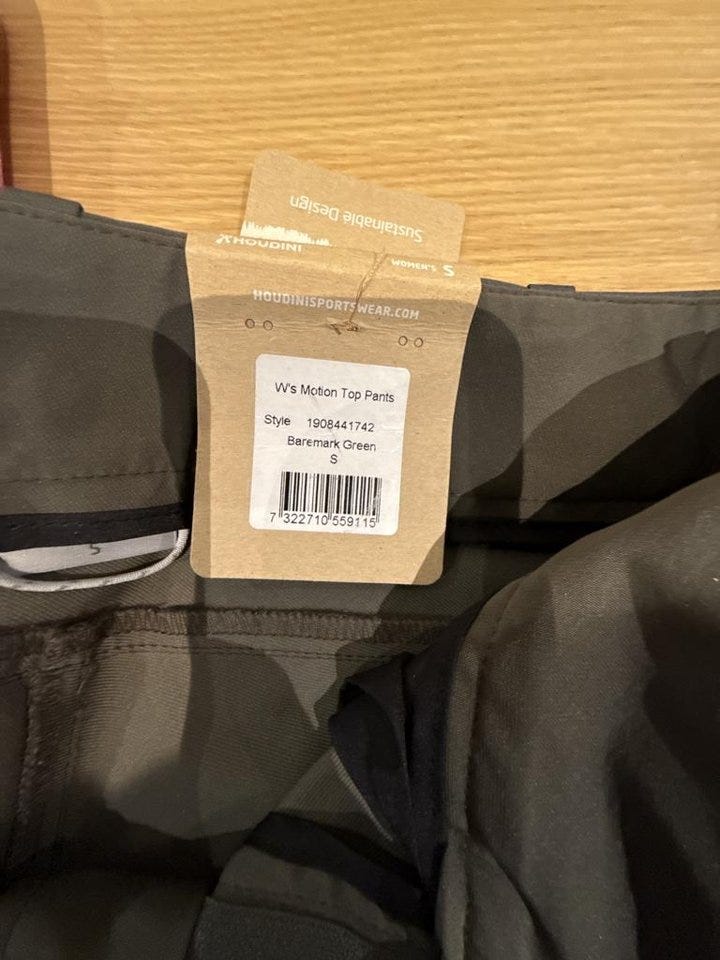 Sustainable Design
HOUDINI
WOMEN'S S
HOUDINISPORTSWEAR.COM
W's Motion Top Pants
Style 1908441742
Baremark Green
S
7 322710 559115
S